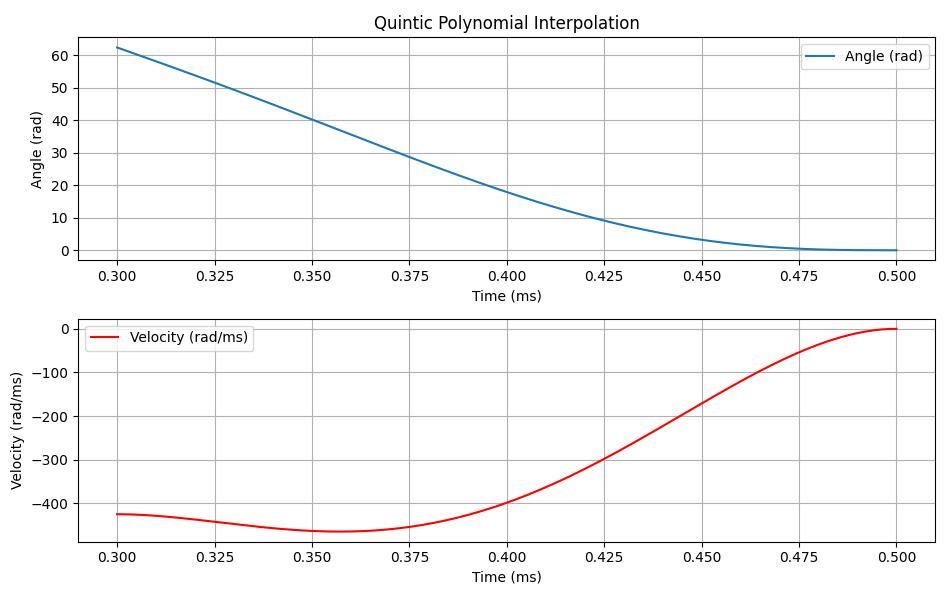 Quintic Polynomial Interpolation
Angle (rad)
60
50
40
30
20
10
0
Angle (rad)
0.300 0.325 0.350 0.375 0.400 0.425 0.450 0.475 0.500
Time (ms)
Velocity (rad/ms)
0
−100
−200
−300
−400
Velocity (rad/ms)
0.300 0.325 0.350 0.375 0.400 0.425 0.450 0.475 0.500
Time (ms)